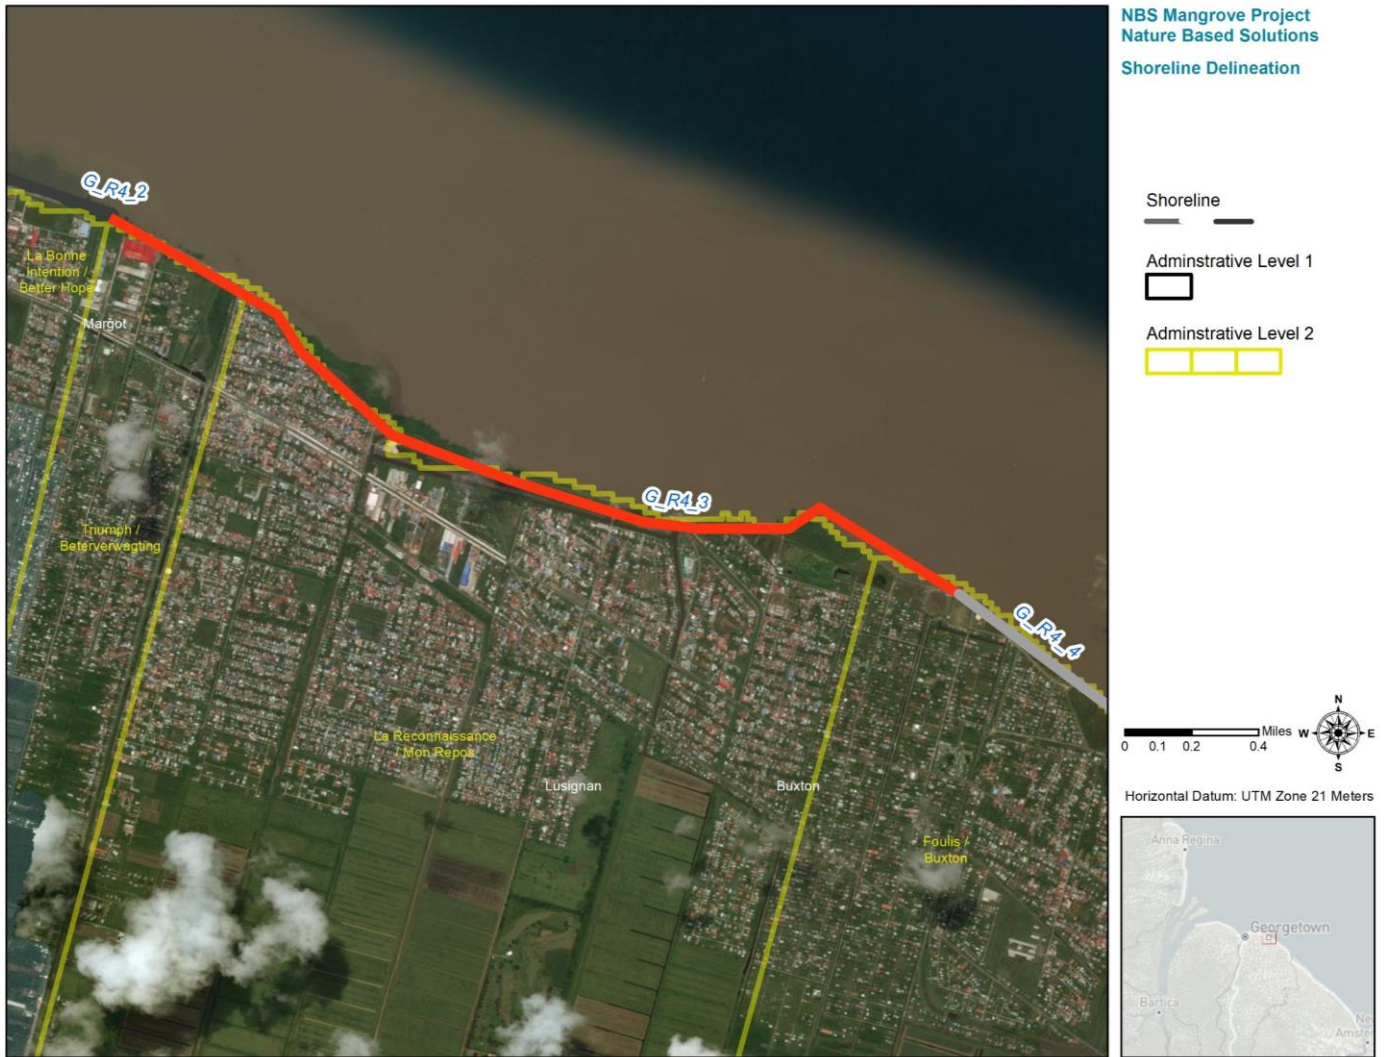 NBS Mangrove Project
Nature Based Solutions
Shoreline Delineation
G_R4_2
La Bonne
Intention /
Better Hope
Margot
Triumph /
Beterverwagting
G_R4_3
G_R4_4
La Reconnaissance
/ Mon Repos
Lusignan
Buxton
Foulis /
Buxton
Shoreline
Adminstrative Level 1
Adminstrative Level 2
N
W
E
S
0 0.1 0.2 0.4 Miles
Horizontal Datum: UTM Zone 21 Meters
Anna Regina
Georgetown
Bartica
Ne
Amste